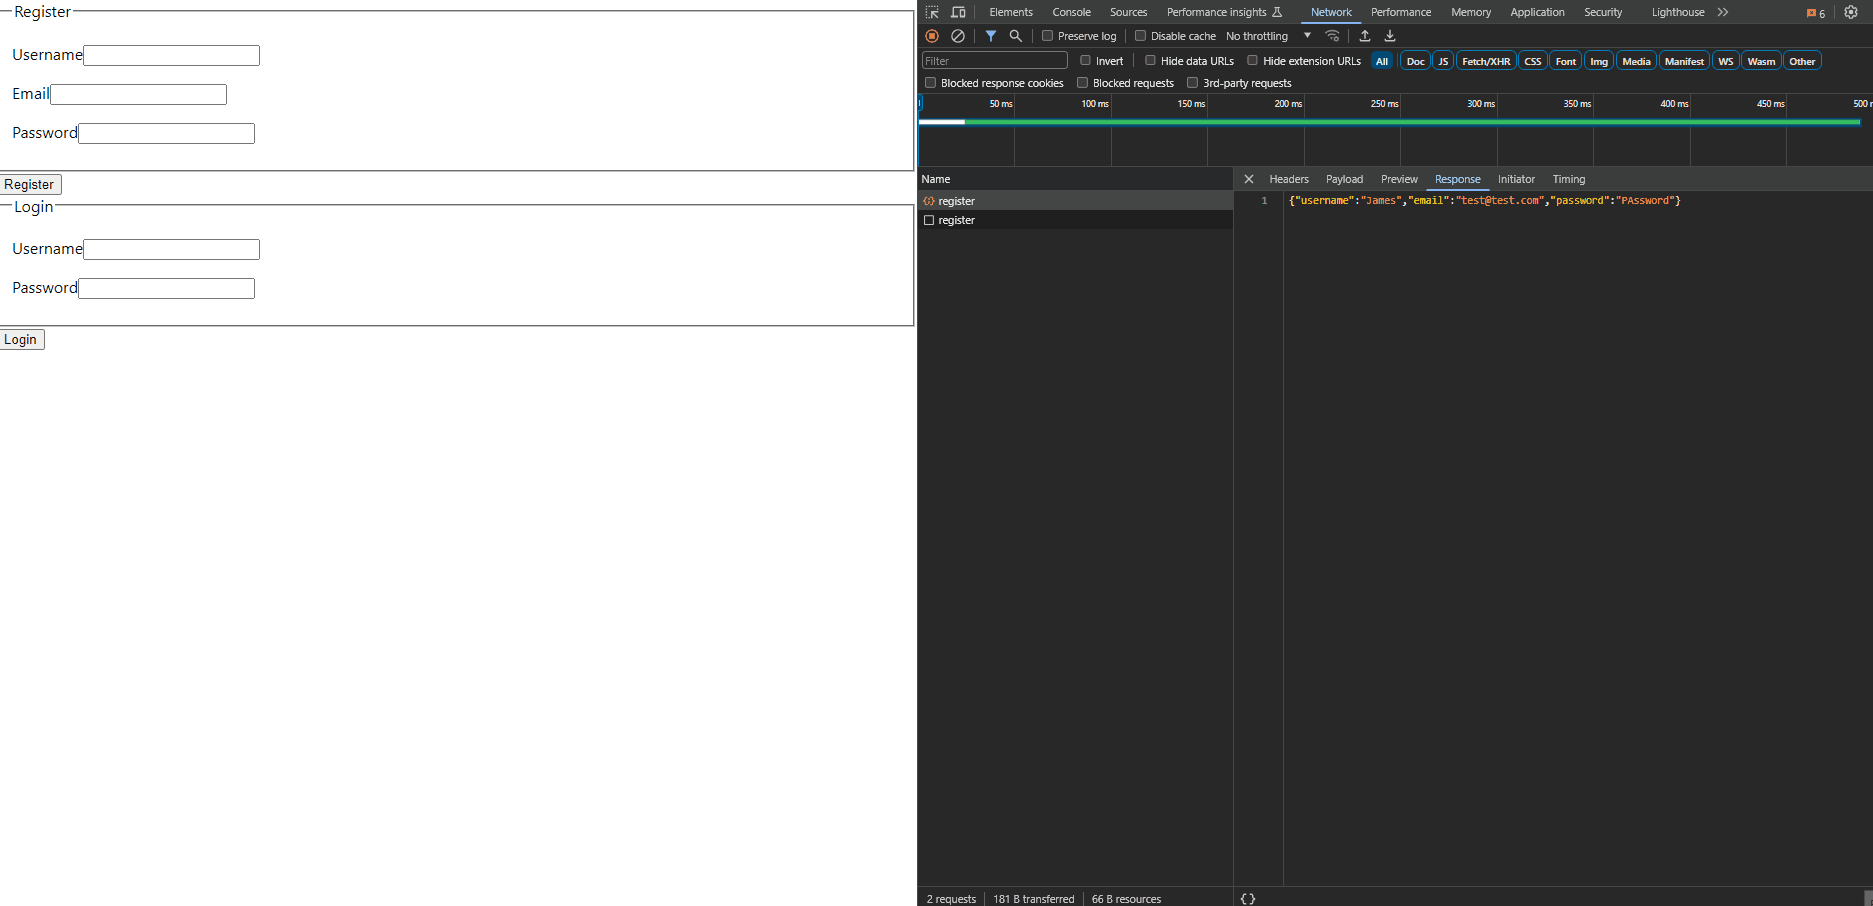 Register
Username
Email
Password
Register
Login
Username
Password
Login
Elements Console Sources Performance insights Network Performance Memory Application Security Lighthouse 6
Preserve log Disable cache No throttling
Filter Invert Hide data URLs Hide extension URLs All Doc JS Fetch/XHR CSS Font Img Media Manifest WS Wasm Other
Blocked response cookies Blocked requests 3rd-party requests
50 ms 100 ms 150 ms 200 ms 250 ms 300 ms 350 ms 400 ms 450 ms 500
Name
register
register
Headers Payload Preview Response Initiator Timing
1 {"username":"James","email":"test@test.com","password":"PAssword"}
2 requests 181 B transferred 66 B resources { }